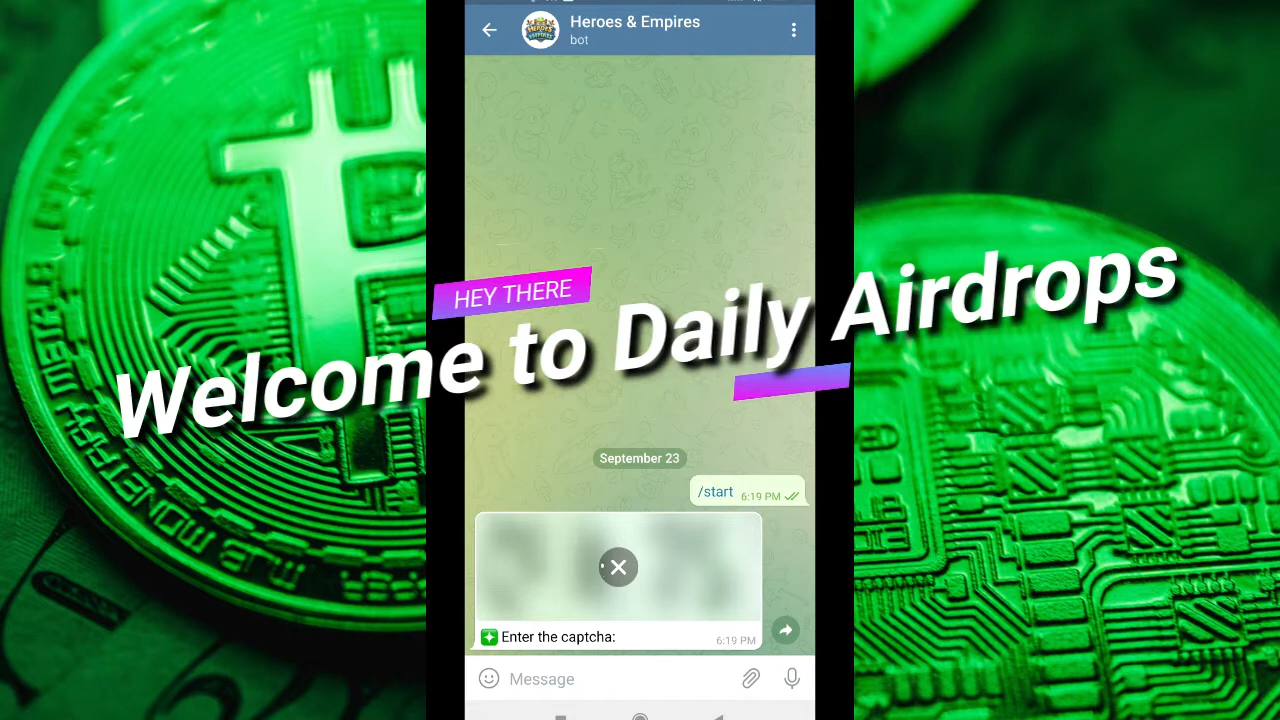 Heroes & Empires
bot
HEY THERE
Welcome to Daily Airdrops
September 23
/start 6:19 PM
Enter the captcha:
6:19 PM
Message